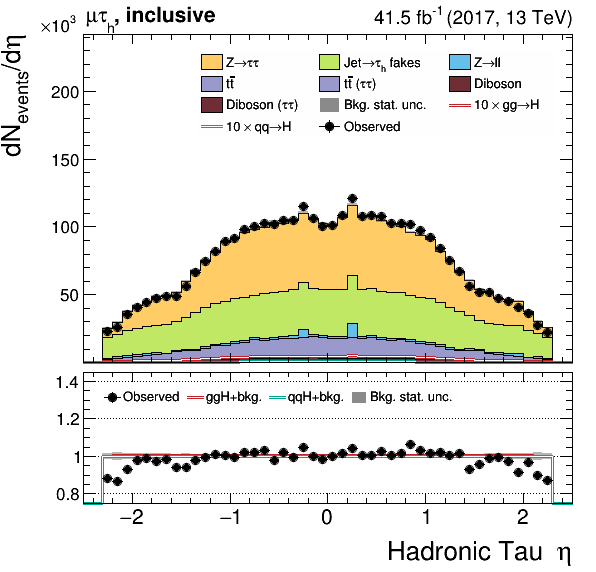 μτh, inclusive
41.5 fb⁻¹ (2017, 13 TeV)
×10³
dN_events/dη
Z→ττ
Jet→τh fakes
Z→ll
tt̄
tt̄ (ττ)
Diboson
Diboson (ττ)
Bkg. stat. unc.
10 × gg→H
10 × qq→H
Observed
200
150
100
50
1.4
1.2
1
0.8
Observed
ggH+bkg.
qqH+bkg.
Bkg. stat. unc.
−2
−1
0
1
2
Hadronic Tau η